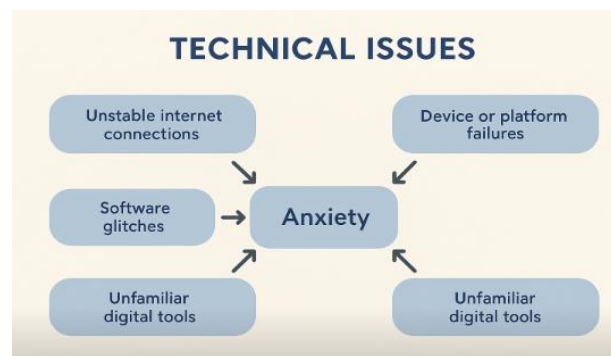 TECHNICAL ISSUES
Unstable internet
connections
Device or platform
failures
Software
glitches
Anxiety
Unfamiliar
digital tools
Unfamiliar
digital tools